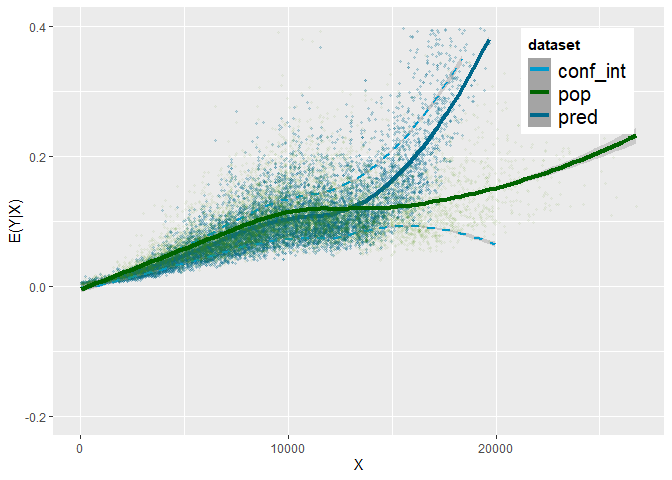 0.4
dataset
conf_int
pop
pred
0.2
E(Y|X)
0.0
-0.2
0
10000
20000
X